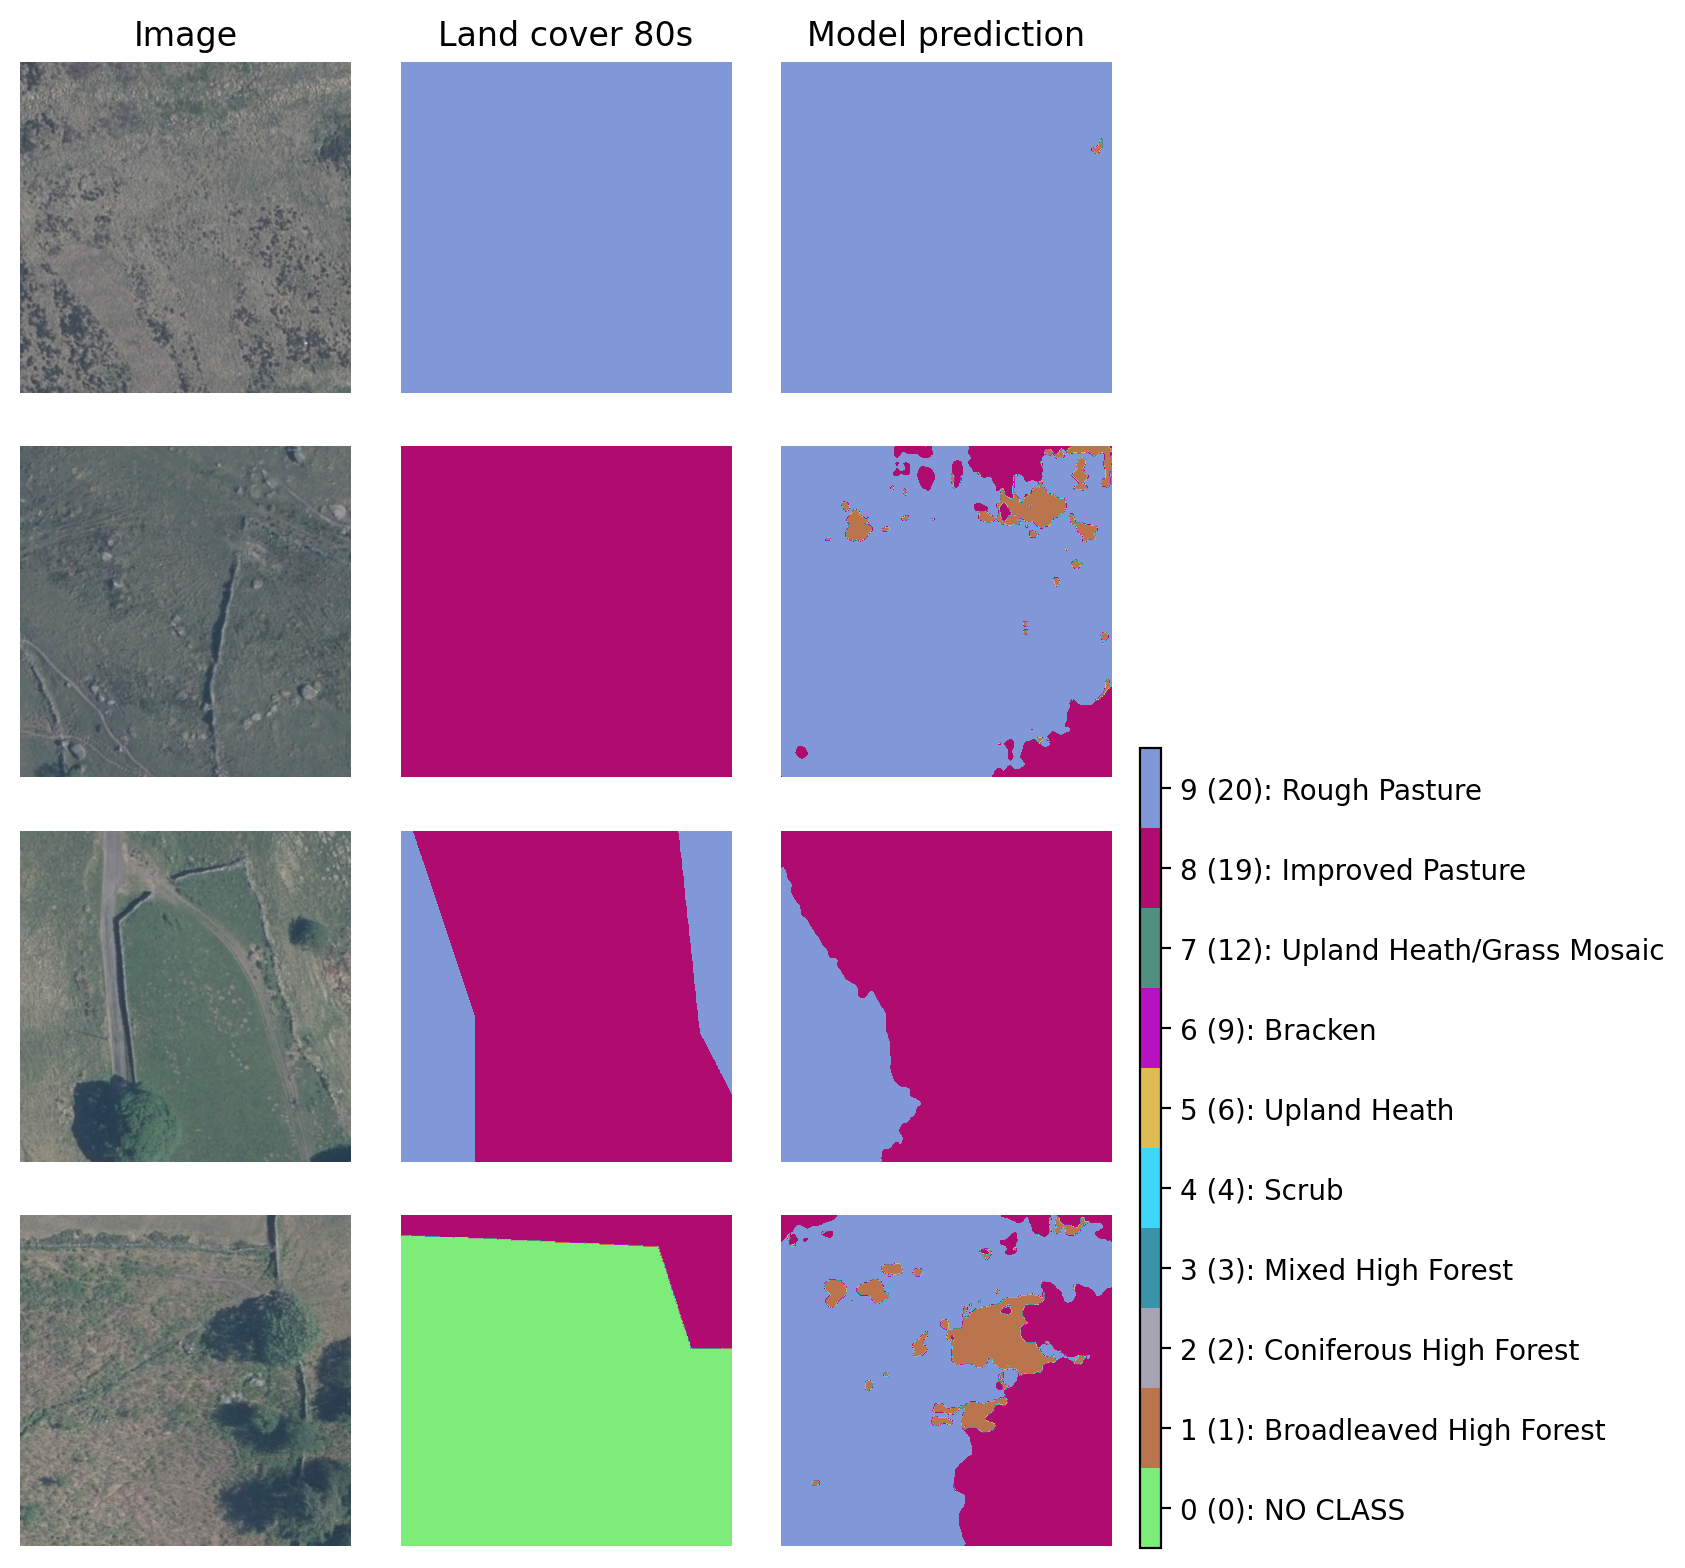 Image
Land cover 80s
Model prediction
9 (20): Rough Pasture
8 (19): Improved Pasture
7 (12): Upland Heath/Grass Mosaic
6 (9): Bracken
5 (6): Upland Heath
4 (4): Scrub
3 (3): Mixed High Forest
2 (2): Coniferous High Forest
1 (1): Broadleaved High Forest
0 (0): NO CLASS